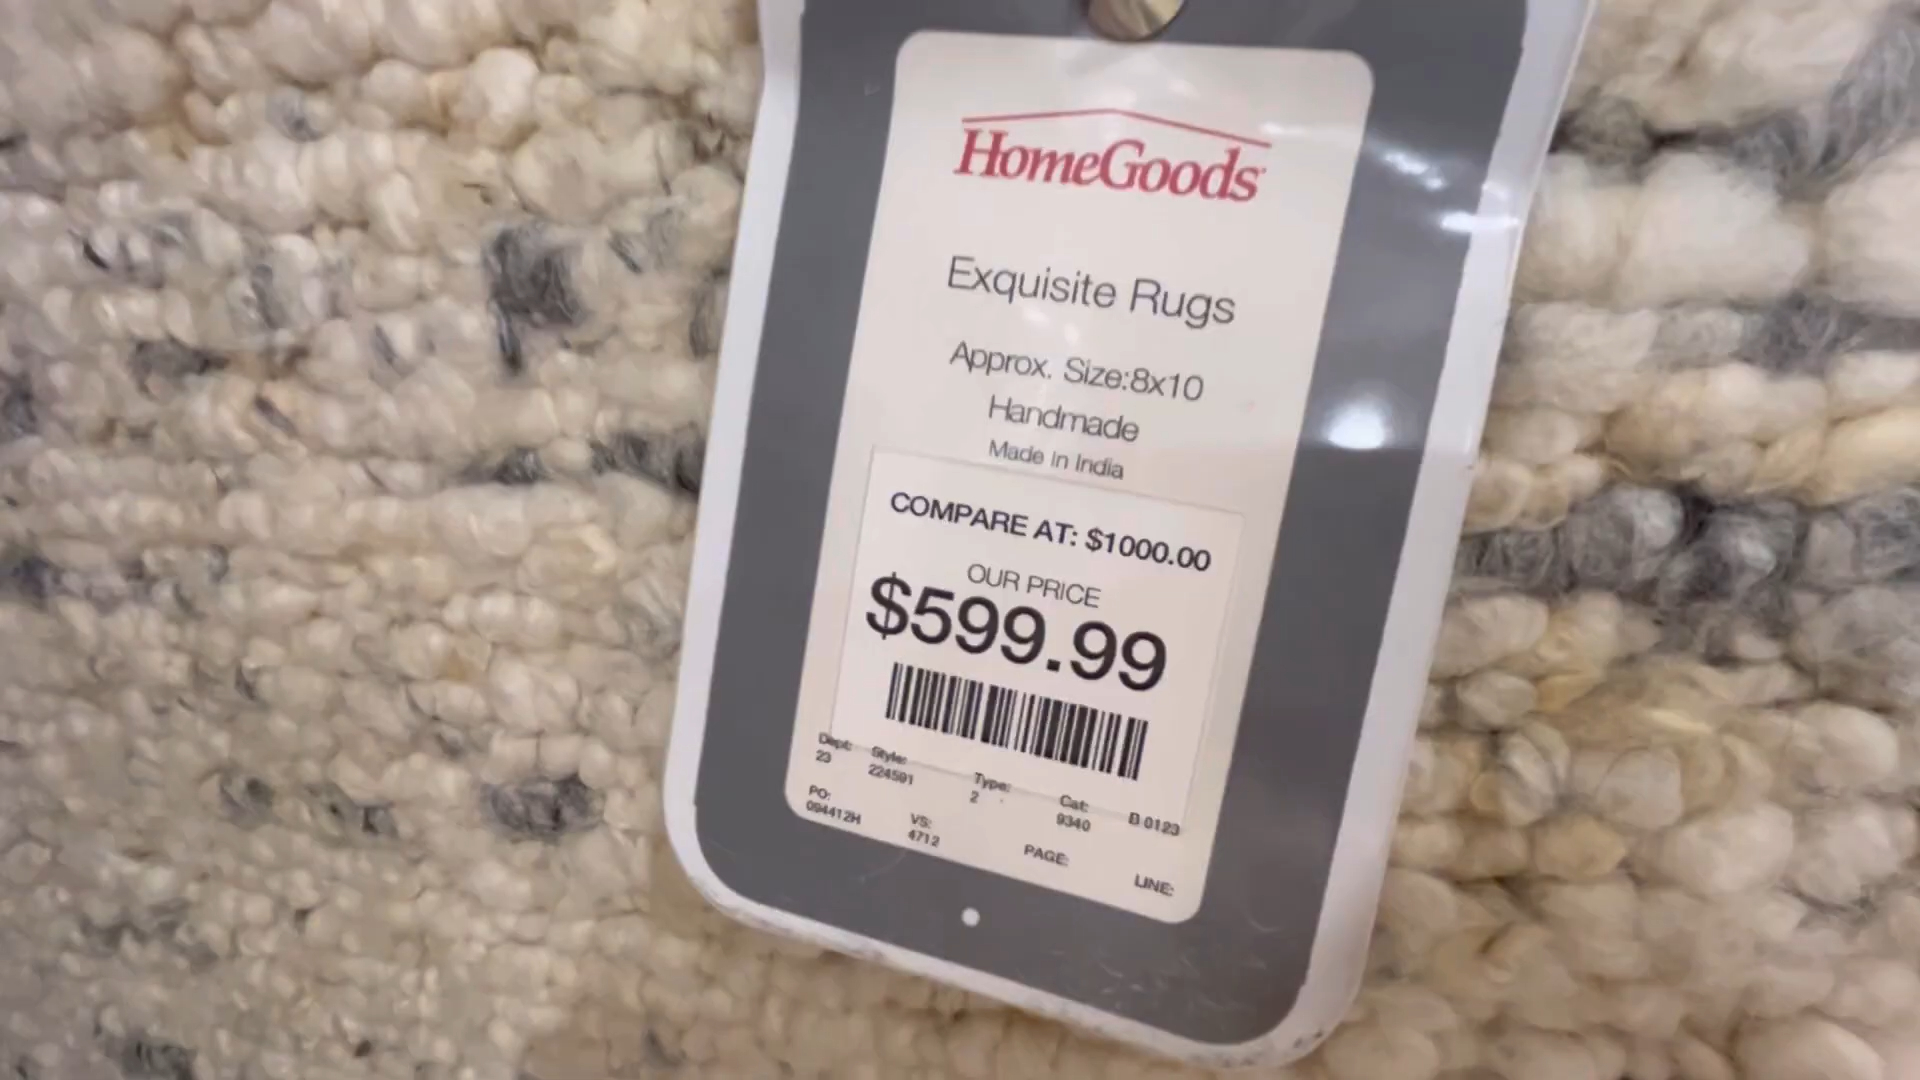 HomeGoods
Exquisite Rugs
Approx. Size:8x10
Handmade
Made in India
COMPARE AT: $1000.00
OUR PRICE
$599.99
Dept: Style: Type: Cat: B 0123
23 224591 2 9340
PO: VS: PAGE: LINE:
094412H 4712